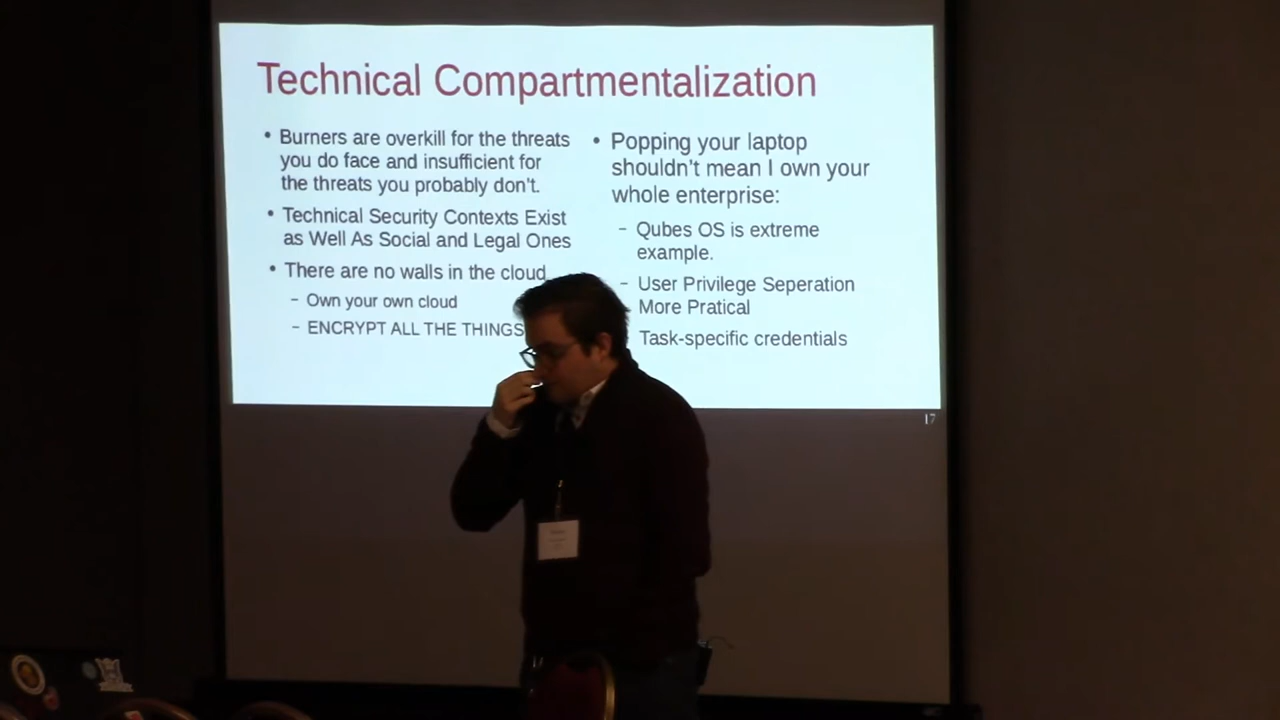 Technical Compartmentalization
• Burners are overkill for the threats
you do face and insufficient for
the threats you probably don't.
• Technical Security Contexts Exist
as Well As Social and Legal Ones
• There are no walls in the cloud
– Own your own cloud
– ENCRYPT ALL THE THINGS
• Popping your laptop
shouldn't mean I own your
whole enterprise:
– Qubes OS is extreme
example.
– User Privilege Seperation
More Pratical
Task-specific credentials
17